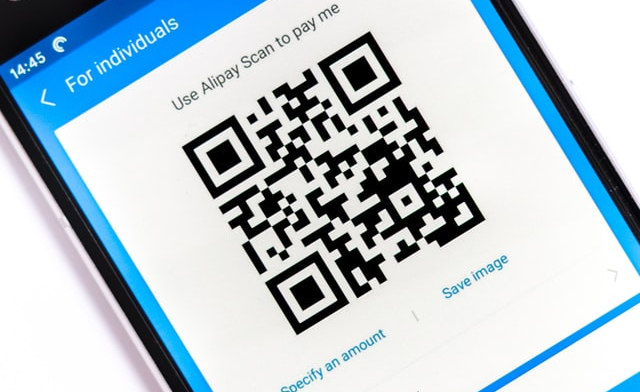 14:45
For individuals
Use Alipay Scan to pay me
Specify an amount
Save image